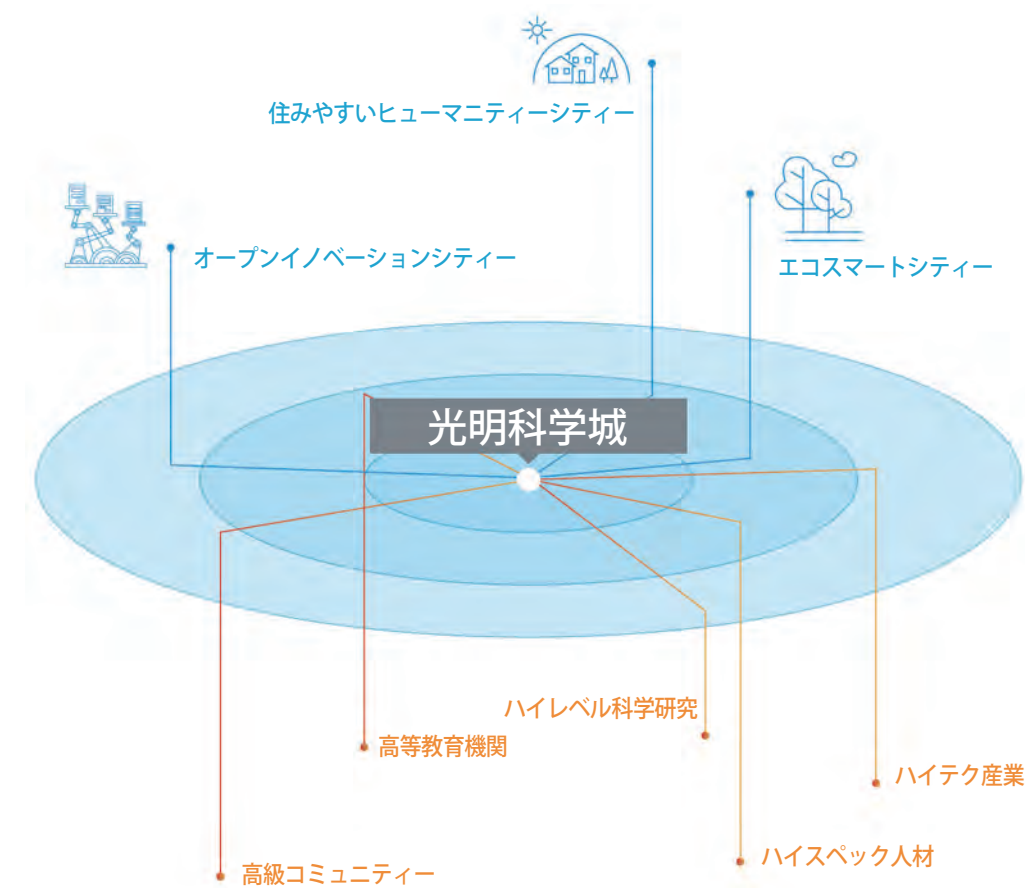 住みやすいヒューマニティーシティー
オープンイノベーションシティー
エコスマートシティー
光明科学城
ハイレベル科学研究
高等教育機関
ハイテク産業
ハイスペック人材
高級コミュニティー